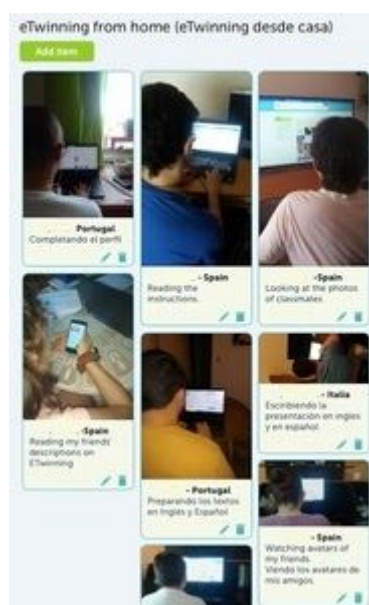 eTwinning from home (eTwinning desde casa)
Add item
Portugal
Completando el perfil
- Spain
Reading the
instructions.
-Spain
Looking at the photos
of classmates.
-Spain
Reading my friends
descriptions on
ETwinning
- Portugal
Preparando los textos
en Inglés y Español
- Italia
Escribiendo la
presentación en ingles
y en español
- Spain
Watching avatars of
my friends.
Viendo los avatares de
mis amigos.